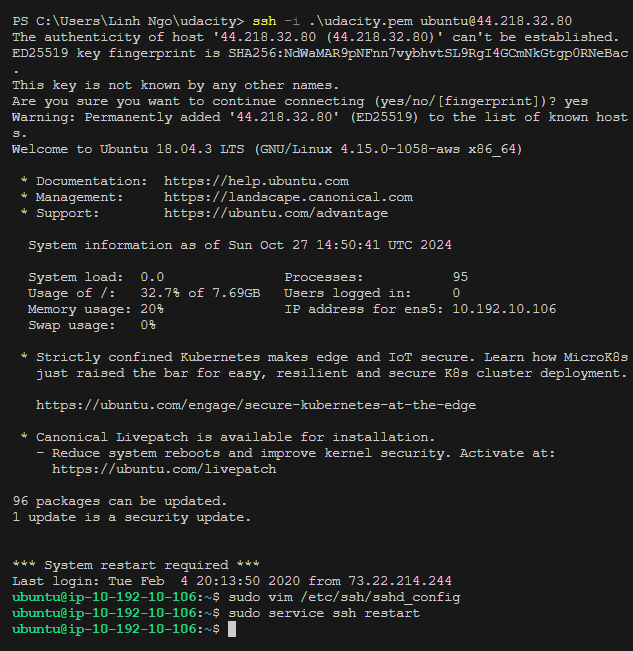 PS C:\Users\Linh Ngo\udacity> ssh -i .\udacity.pem ubuntu@44.218.32.80
The authenticity of host '44.218.32.80 (44.218.32.80)' can't be established.
ED25519 key fingerprint is SHA256:NdWaMAR9pNFnn7vybhvtSL9RgI4GCmNkGtgp0RNeBac
.
This key is not known by any other names.
Are you sure you want to continue connecting (yes/no/[fingerprint])? yes
Warning: Permanently added '44.218.32.80' (ED25519) to the list of known host
s.
Welcome to Ubuntu 18.04.3 LTS (GNU/Linux 4.15.0-1058-aws x86_64)
* Documentation: https://help.ubuntu.com
* Management: https://landscape.canonical.com
* Support: https://ubuntu.com/advantage
System information as of Sun Oct 27 14:50:41 UTC 2024
System load: 0.0 Processes: 95
Usage of /: 32.7% of 7.69GB Users logged in: 0
Memory usage: 20% IP address for ens5: 10.192.10.106
Swap usage: 0%
* Strictly confined Kubernetes makes edge and IoT secure. Learn how MicroK8s
just raised the bar for easy, resilient and secure K8s cluster deployment.
https://ubuntu.com/engage/secure-kubernetes-at-the-edge
* Canonical Livepatch is available for installation.
- Reduce system reboots and improve kernel security. Activate at:
https://ubuntu.com/livepatch
96 packages can be updated.
1 update is a security update.
*** System restart required ***
Last login: Tue Feb 4 20:13:50 2020 from 73.22.214.244
ubuntu@ip-10-192-10-106:~$ sudo vim /etc/ssh/sshd_config
ubuntu@ip-10-192-10-106:~$ sudo service ssh restart
ubuntu@ip-10-192-10-106:~$